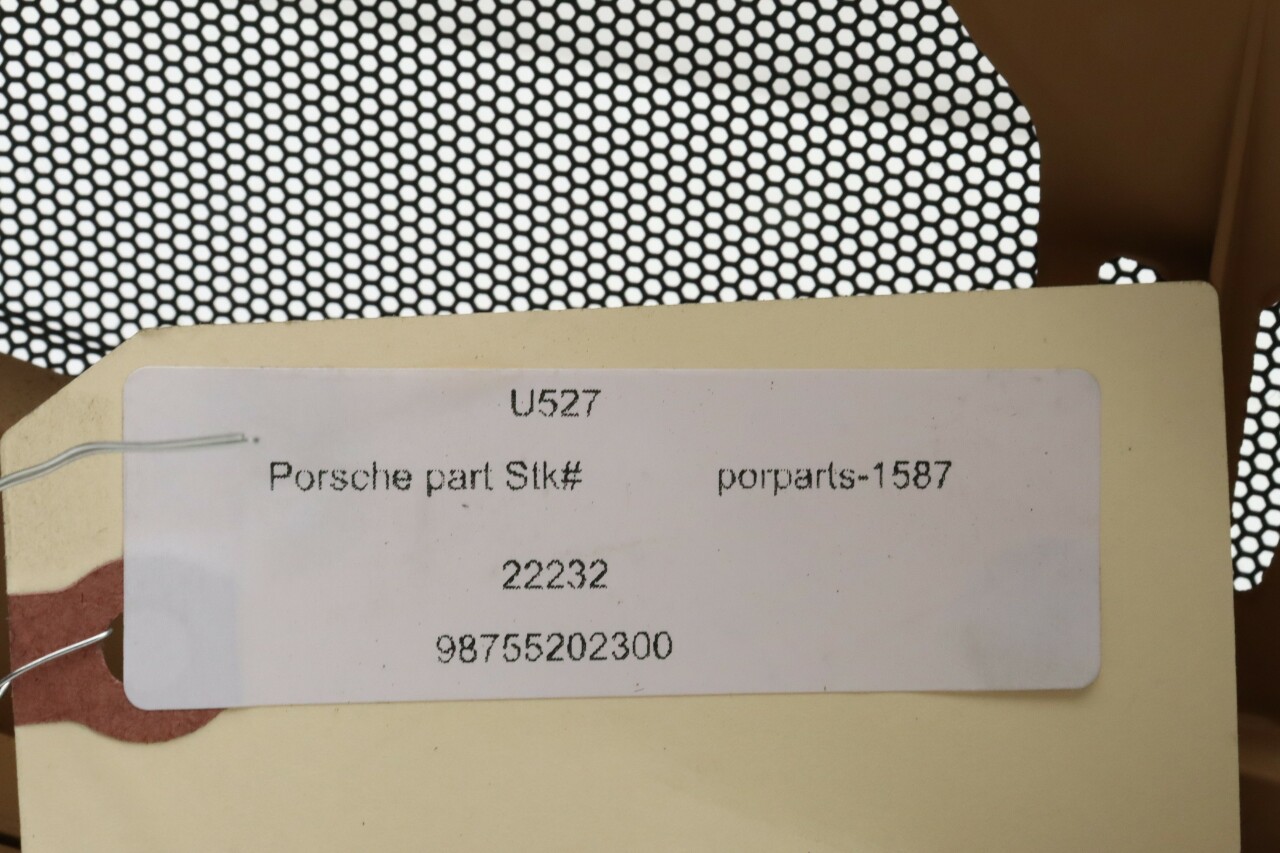 U527
Porsche part Stk# porparts-1587
22232
98755202300